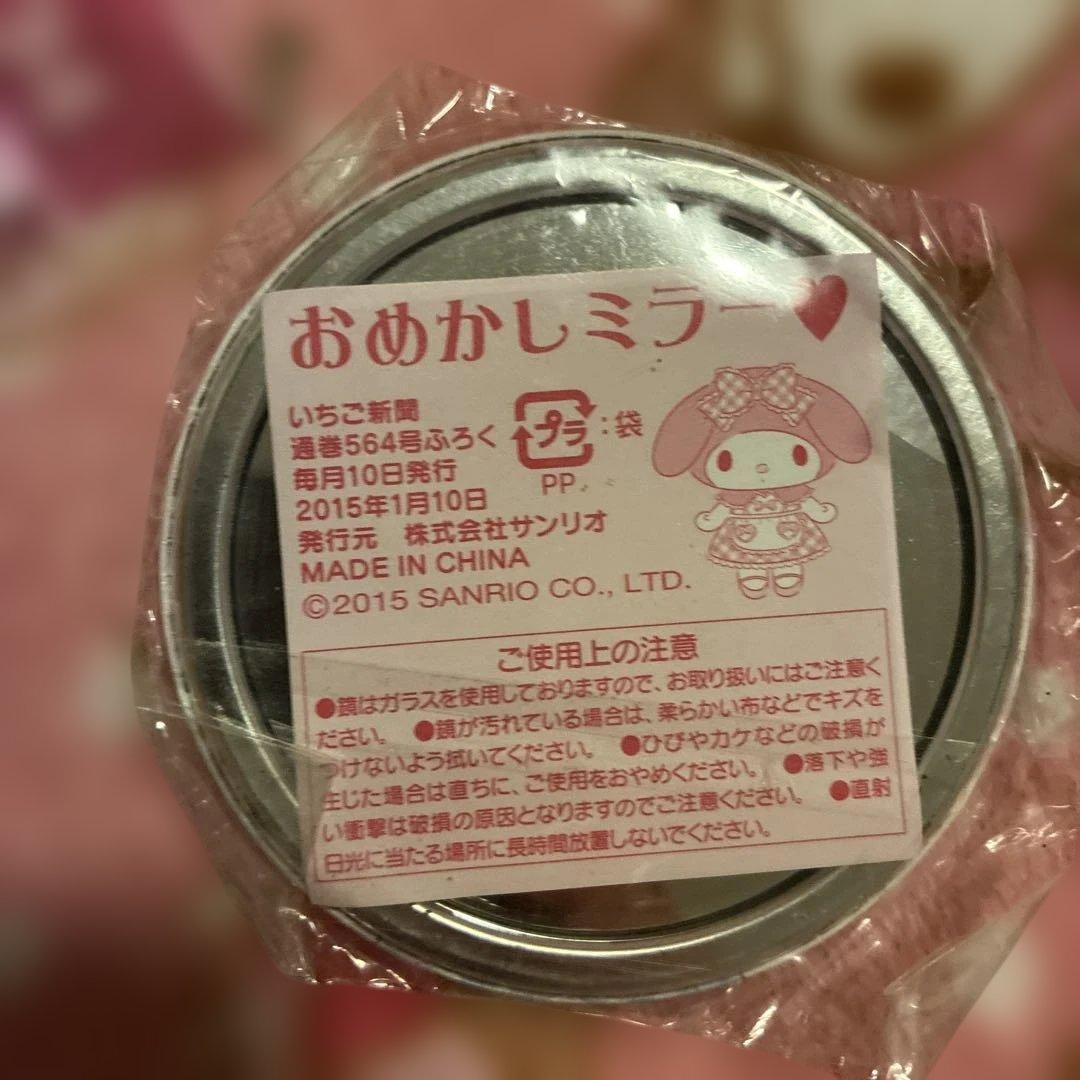 おめかしミラー♥
いちご新聞
通巻564号ふろく
毎月10日発行
2015年1月10日
発行元　株式会社サンリオ
MADE IN CHINA
©2015 SANRIO CO., LTD.
プラ：袋
PP
ご使用上の注意
●鏡はガラスを使用しておりますので、お取り扱いにはご注意く
ださい。　●鏡が汚れている場合は、柔らかい布などでキズを
つけないよう拭いてください。　●ひびやカケなどの破損が
生じた場合は直ちに、ご使用をおやめください。　●落下や強
い衝撃は破損の原因となりますのでご注意ください。　●直射
日光に当たる場所に長時間放置しないでください。